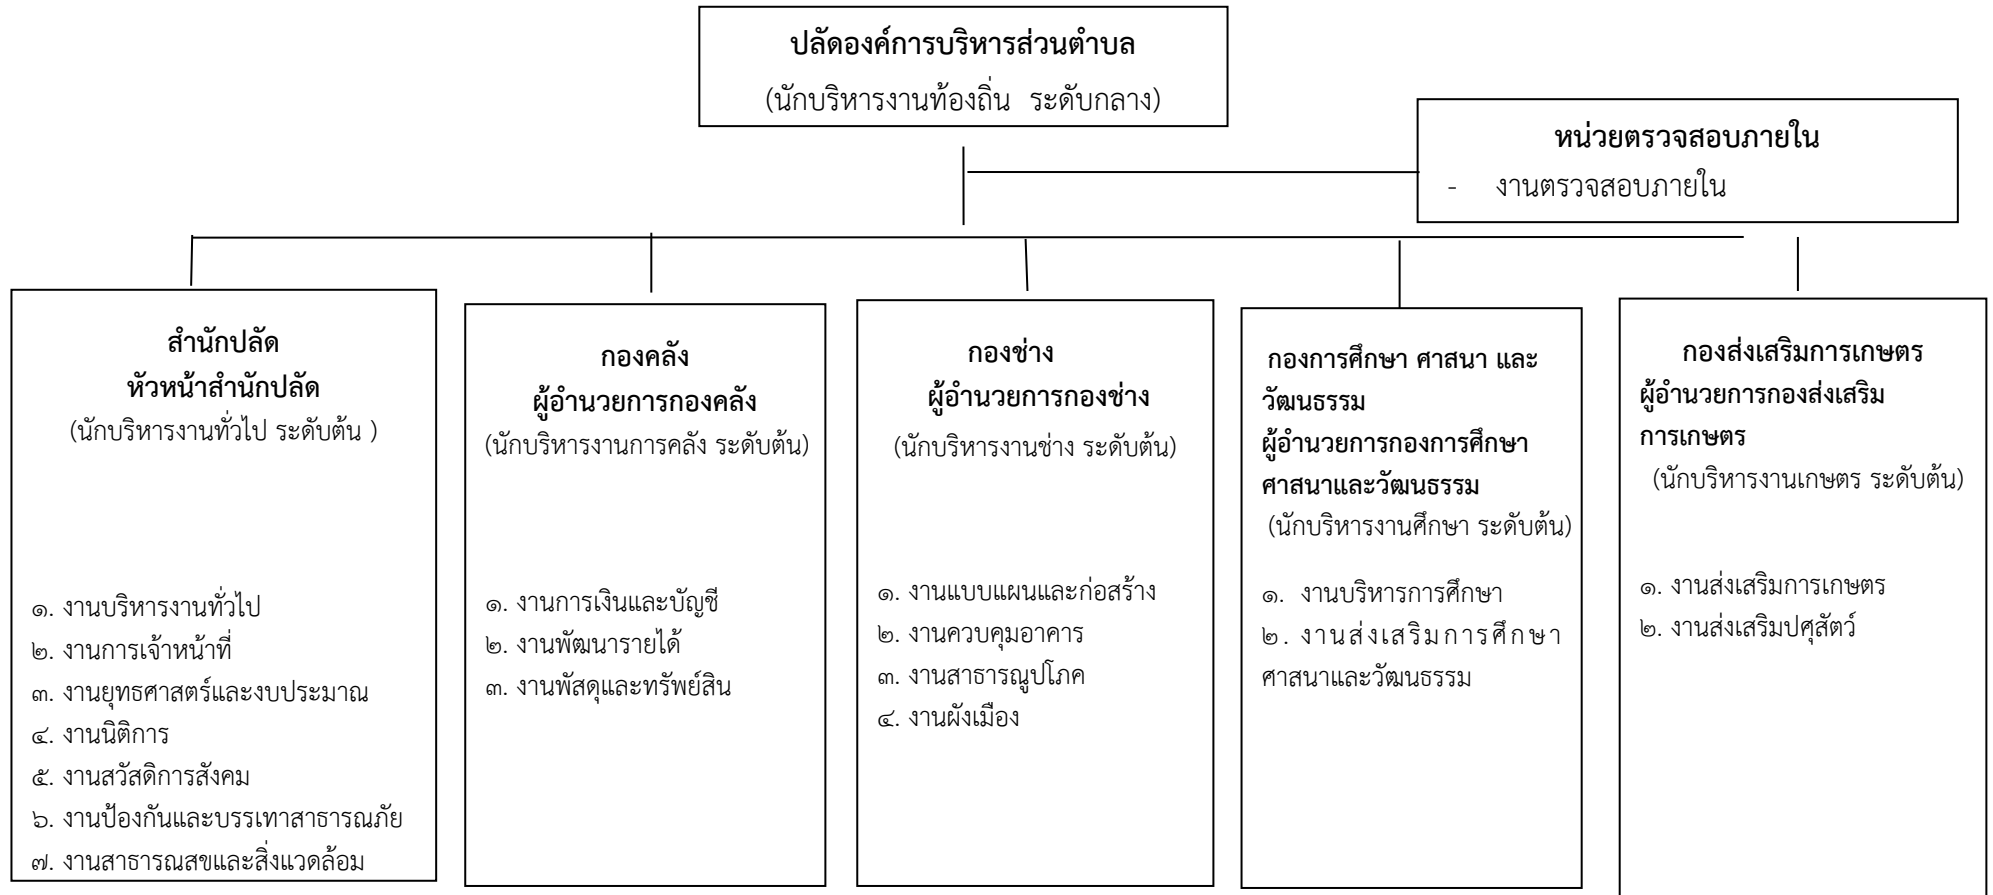 ปลัดองค์การบริหารส่วนตำบล
(นักบริหารงานท้องถิ่น ระดับกลาง)
หน่วยตรวจสอบภายใน
- งานตรวจสอบภายใน
สำนักปลัด
หัวหน้าสำนักปลัด
(นักบริหารงานทั่วไป ระดับต้น )
๑. งานบริหารงานทั่วไป
๒. งานการเจ้าหน้าที่
๓. งานยุทธศาสตร์และงบประมาณ
๔. งานนิติการ
๕. งานสวัสดิการสังคม
๖. งานป้องกันและบรรเทาสาธารณภัย
๗. งานสาธารณสขและสิ่งแวดล้อม
กองคลัง
ผู้อำนวยการกองคลัง
(นักบริหารงานการคลัง ระดับต้น)
๑. งานการเงินและบัญชี
๒. งานพัฒนารายได้
๓. งานพัสดุและทรัพย์สิน
กองช่าง
ผู้อำนวยการกองช่าง
(นักบริหารงานช่าง ระดับต้น)
๑. งานแบบแผนและก่อสร้าง
๒. งานควบคุมอาคาร
๓. งานสาธารณูปโภค
๔. งานผังเมือง
กองการศึกษา ศาสนา และ
วัฒนธรรม
ผู้อำนวยการกองการศึกษา
ศาสนาและวัฒนธรรม
(นักบริหารงานศึกษา ระดับต้น)
๑. งานบริหารการศึกษา
๒. งานส่งเสริมการศึกษา
ศาสนาและวัฒนธรรม
กองส่งเสริมการเกษตร
ผู้อำนวยการกองส่งเสริม
การเกษตร
(นักบริหารงานเกษตร ระดับต้น)
๑. งานส่งเสริมการเกษตร
๒. งานส่งเสริมปศุสัตว์